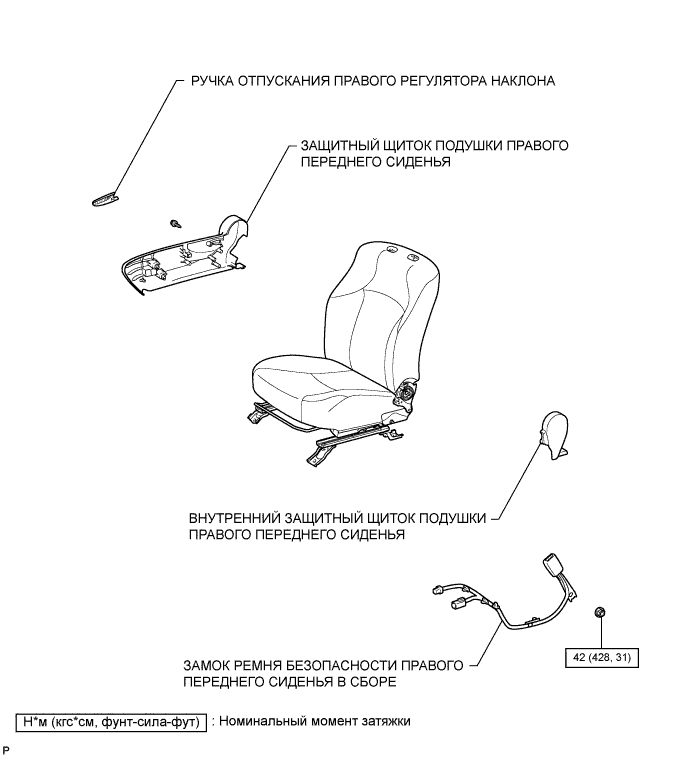 РУЧКА ОТПУСКАНИЯ ПРАВОГО РЕГУЛЯТОРА НАКЛОНА
ЗАЩИТНЫЙ ЩИТОК ПОДУШКИ ПРАВОГО
ПЕРЕДНЕГО СИДЕНЬЯ
ВНУТРЕННИЙ ЗАЩИТНЫЙ ЩИТОК ПОДУШКИ
ПРАВОГО ПЕРЕДНЕГО СИДЕНЬЯ
42 (428, 31)
ЗАМОК РЕМНЯ БЕЗОПАСНОСТИ ПРАВОГО
ПЕРЕДНЕГО СИДЕНЬЯ В СБОРЕ
Н*м (кгс*см, фунт-сила-фут) : Номинальный момент затяжки
P